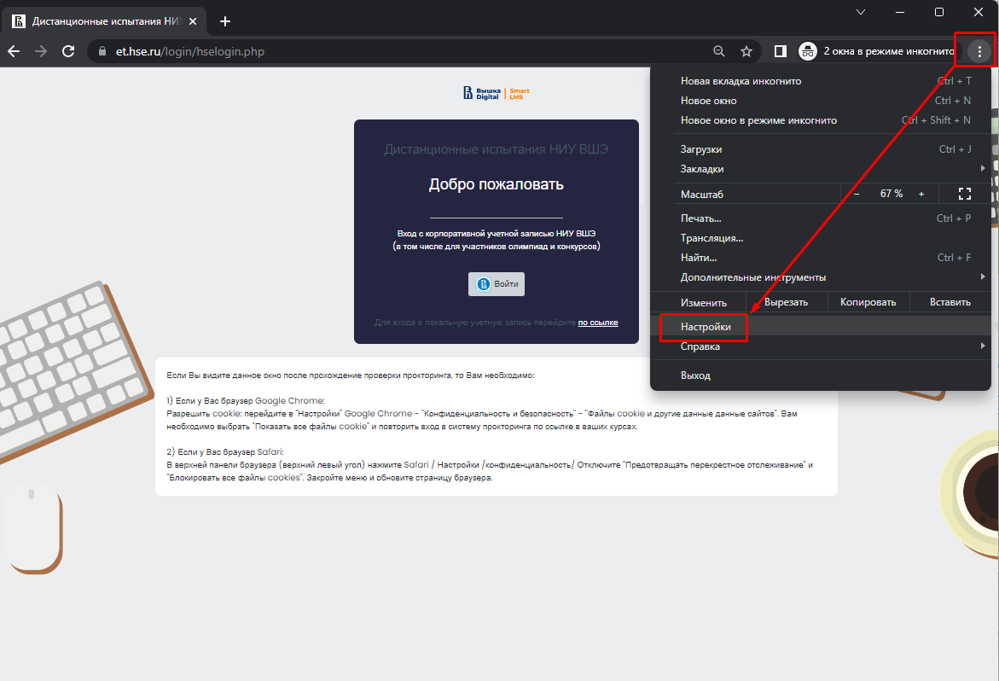 Дистанционные испытания НИ
et.hse.ru/login/hselogin.php
2 окна в режиме инкогнито
Новая вкладка инкогнито Ctrl + T
Новое окно Ctrl + N
Новое окно в режиме инкогнито Ctrl + Shift + N
Загрузки Ctrl + J
Закладки
Масштаб − 67 % +
Печать... Ctrl + P
Трансляция...
Найти... Ctrl + F
Дополнительные инструменты
Изменить Вырезать Копировать Вставить
Настройки
Справка
Выход
Вышка Digital | Smart LMS
Дистанционные испытания НИУ ВШЭ
Добро пожаловать
Вход с корпоративной учетной записью НИУ ВШЭ
(в том числе для участников олимпиад и конкурсов)
Войти
Для входа в локальную учетную запись перейдите по ссылке
Если Вы видите данное окно после прохождение проверки прокторинга, то Вам необходимо:
1) Если у Вас браузер Google Chrome:
Разрешить cookie: перейдите в "Настройки" Google Chrome - "Конфиденциальность и безопасность" - "Файлы cookie и другие данные данные сайтов". Вам
необходимо выбрать "Показать все файлы cookie" и повторить вход в систему прокторинга по ссылке в ваших курсах.
2) Если у Вас браузер Safari:
В верхней панели браузера (верхний левый угол) нажмите Safari / Настройки /конфиденциальность/ Отключите "Предотвращать перекрестное отслеживание" и
"Блокировать все файлы cookies". Закройте меню и обновите страницу браузера.